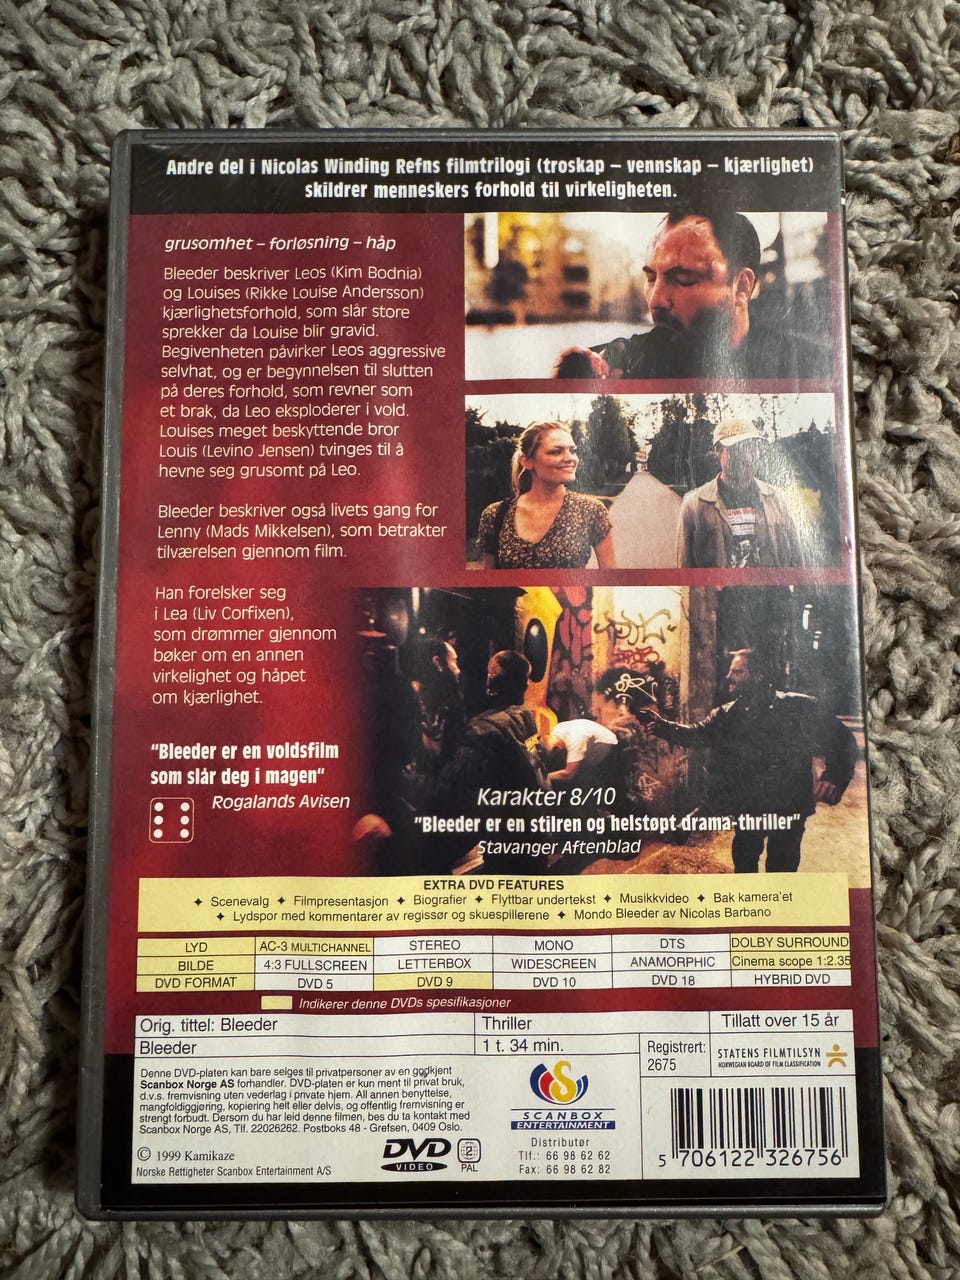 Andre del i Nicolas Winding Refns filmtrilogi (troskap – vennskap – kjærlighet)
skildrer menneskers forhold til virkeligheten.
grusomhet – forløsning – håp
Bleeder beskriver Leos (Kim Bodnia)
og Louises (Rikke Louise Andersson)
kjærlighetsforhold, som slår store
sprekker da Louise blir gravid.
Begivenheten påvirker Leos aggressive
selvhat, og er begynnelsen til slutten
på deres forhold, som revner som
et brak, da Leo eksploderer i vold.
Louises meget beskyttende bror
Louis (Levino Jensen) tvinges til å
hevne seg grusomt på Leo.
Bleeder beskriver også livets gang for
Lenny (Mads Mikkelsen), som betrakter
tilværelsen gjennom film.
Han forelsker seg
i Lea (Liv Corfixen),
som drømmer gjennom
bøker om en annen
virkelighet og håpet
om kjærlighet.
"Bleeder er en voldsfilm
som slår deg i magen"
Rogalands Avisen
Karakter 8/10
"Bleeder er en stilren og helstøpt drama-thriller"
Stavanger Aftenblad
EXTRA DVD FEATURES
✦ Scenevalg ✦ Filmpresentasjon ✦ Biografier ✦ Flyttbar undertekst ✦ Musikkvideo ✦ Bak kamera'et
✦ Lydspor med kommentarer av regissør og skuespillerene ✦ Mondo Bleeder av Nicolas Barbano
LYD AC-3 MULTICHANNEL STEREO MONO DTS DOLBY SURROUND
BILDE 4:3 FULLSCREEN LETTERBOX WIDESCREEN ANAMORPHIC Cinema scope 1:2.35
DVD FORMAT DVD 5 DVD 9 DVD 10 DVD 18 HYBRID DVD
Indikerer denne DVDs spesifikasjoner
Orig. tittel: Bleeder Thriller Tillatt over 15 år
Bleeder 1 t. 34 min.
Registrert:
2675
STATENS FILMTILSYN
NORWEGIAN BOARD OF FILM CLASSIFICATION
Denne DVD-platen kan bare selges til privatpersoner av en godkjent
Scanbox Norge AS forhandler. DVD-platen er kun ment til privat bruk,
d.v.s. fremvisning uten vederlag i private hjem. All annen benyttelse,
mangfoldiggjøring, kopiering helt eller delvis, og offentlig fremvisning er
strengt forbudt. Dersom du har leid denne filmen, bes du ta kontakt med
Scanbox Norge AS, Tlf. 22026262. Postboks 48 - Grefsen, 0409 Oslo.
© 1999 Kamikaze
Norske Rettigheter Scanbox Entertainment A/S
DVD
VIDEO
2
PAL
S
SCANBOX
ENTERTAINMENT
Distributør
Tlf.: 66 98 62 62
Fax: 66 98 6 82
5 706122 326756